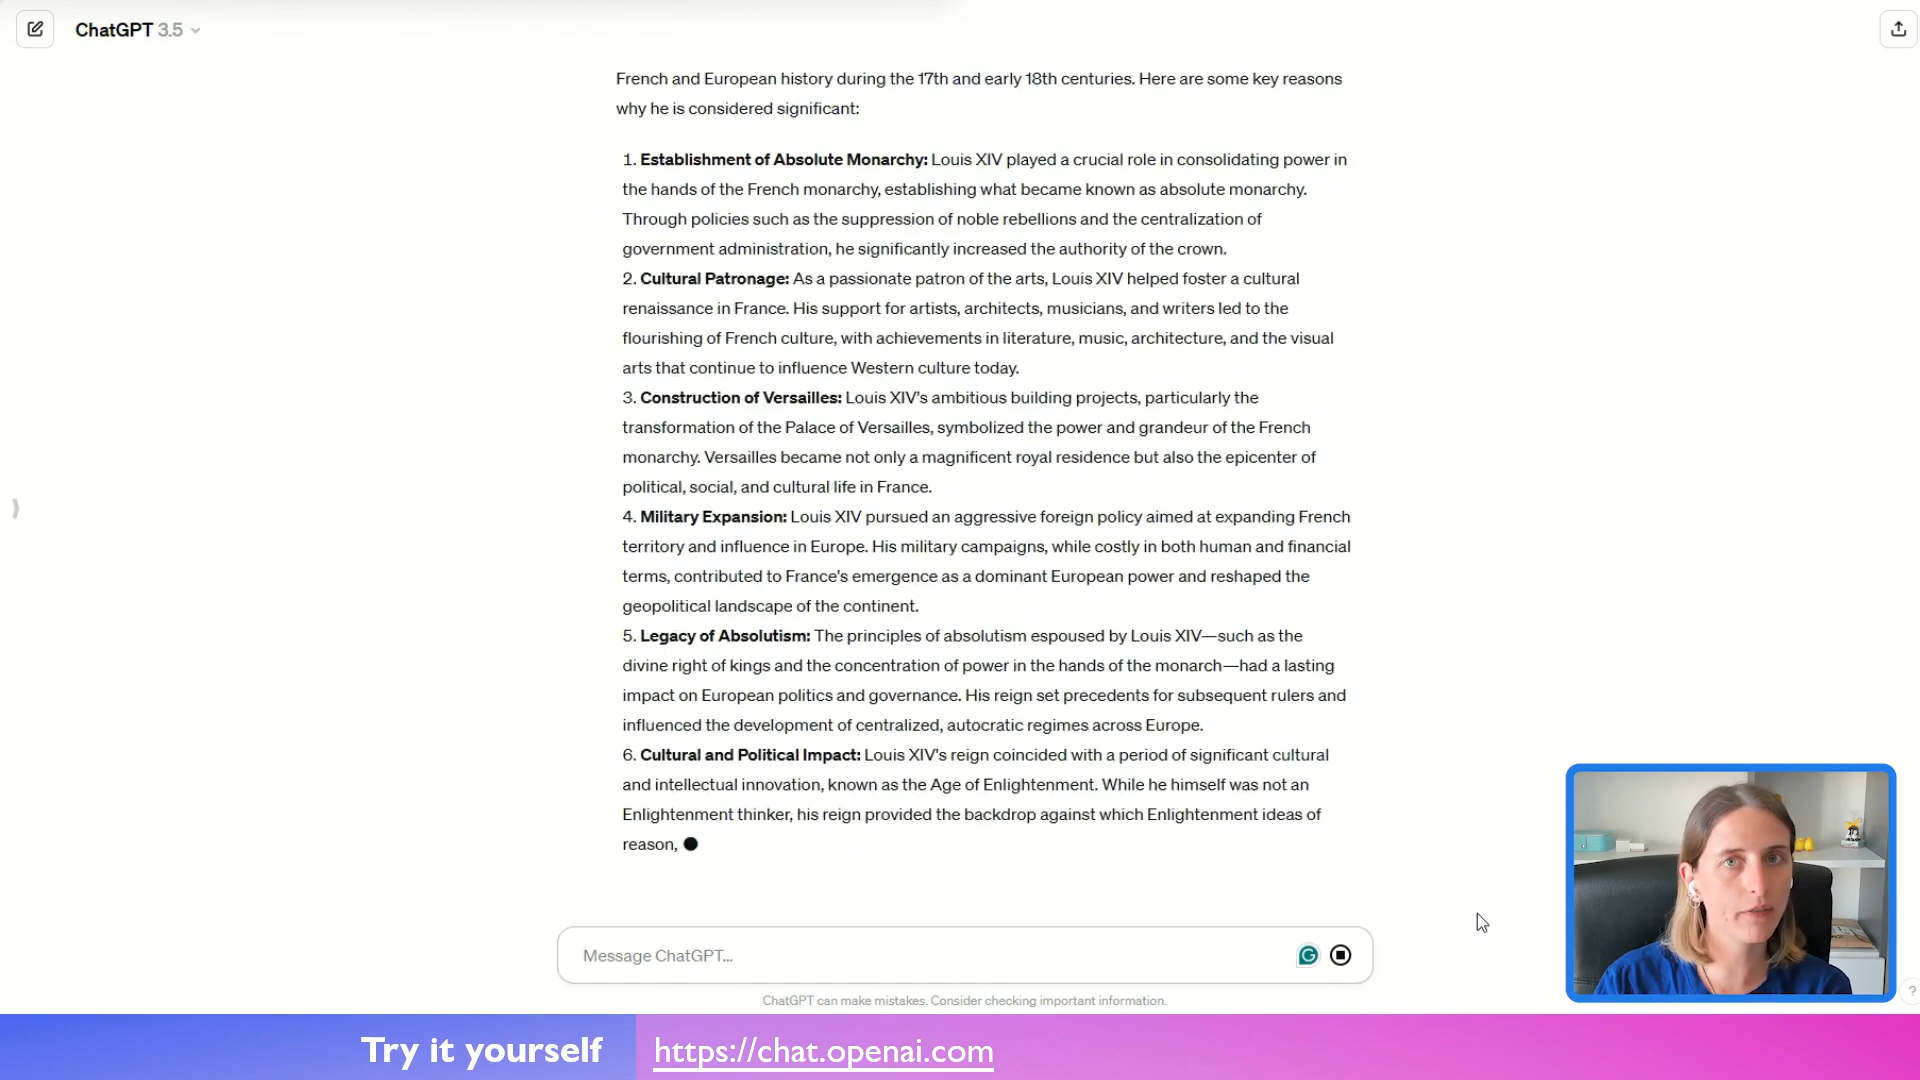 ChatGPT 3.5
French and European history during the 17th and early 18th centuries. Here are some key reasons
why he is considered significant:
1. Establishment of Absolute Monarchy: Louis XIV played a crucial role in consolidating power in
the hands of the French monarchy, establishing what became known as absolute monarchy.
Through policies such as the suppression of noble rebellions and the centralization of
government administration, he significantly increased the authority of the crown.
2. Cultural Patronage: As a passionate patron of the arts, Louis XIV helped foster a cultural
renaissance in France. His support for artists, architects, musicians, and writers led to the
flourishing of French culture, with achievements in literature, music, architecture, and the visual
arts that continue to influence Western culture today.
3. Construction of Versailles: Louis XIV's ambitious building projects, particularly the
transformation of the Palace of Versailles, symbolized the power and grandeur of the French
monarchy. Versailles became not only a magnificent royal residence but also the epicenter of
political, social, and cultural life in France.
4. Military Expansion: Louis XIV pursued an aggressive foreign policy aimed at expanding French
territory and influence in Europe. His military campaigns, while costly in both human and financial
terms, contributed to France's emergence as a dominant European power and reshaped the
geopolitical landscape of the continent.
5. Legacy of Absolutism: The principles of absolutism espoused by Louis XIV—such as the
divine right of kings and the concentration of power in the hands of the monarch—had a lasting
impact on European politics and governance. His reign set precedents for subsequent rulers and
influenced the development of centralized, autocratic regimes across Europe.
6. Cultural and Political Impact: Louis XIV's reign coincided with a period of significant cultural
and intellectual innovation, known as the Age of Enlightenment. While he himself was not an
Enlightenment thinker, his reign provided the backdrop against which Enlightenment ideas of
reason,
Message ChatGPT...
G
ChatGPT can make mistakes. Consider checking important information.
?
Try it yourself
https://chat.openai.com